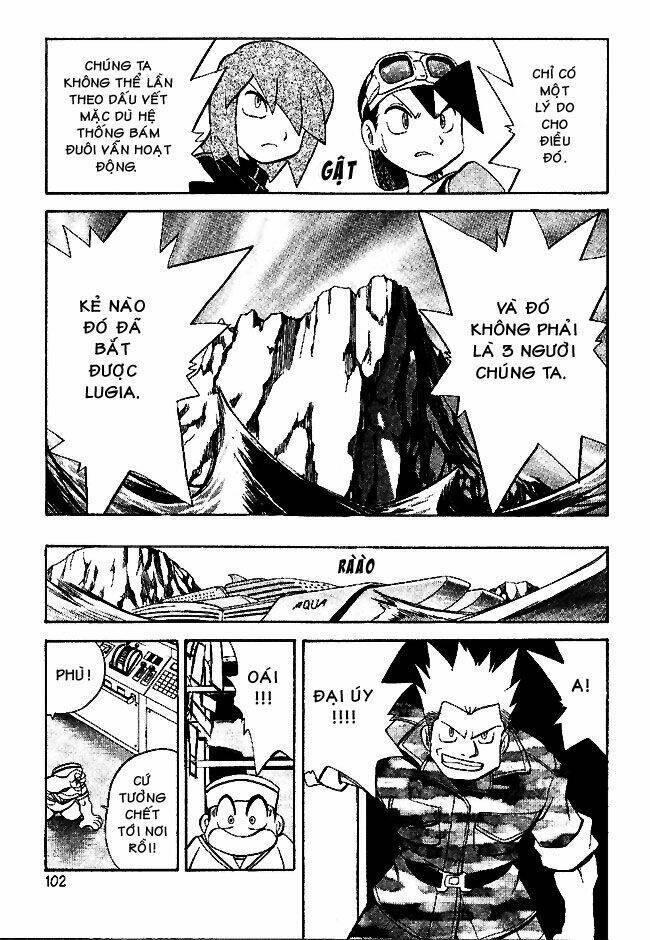 CHỈ CÓ
MỘT
LÝ DO
CHO
ĐIỀU
ĐÓ.
CHÚNG TA
KHÔNG THỂ LẦN
THEO DẤU VẾT
MẶC DÙ HỆ
THỐNG BÁM
ĐUÔI VẪN HOẠT
ĐỘNG.
GẬT
VÀ ĐÓ
KHÔNG PHẢI
LÀ 3 NGƯỜI
CHÚNG TA.
KẺ NÀO
ĐÓ ĐÃ
BẮT
ĐƯỢC
LUGIA.
RÀÀO
AQUA
A!
ĐẠI ÚY
!!!!
OÁI
!!!
PHÙ!
CỨ
TƯỞNG
CHẾT
TỚI NƠI
RỒI!!
102